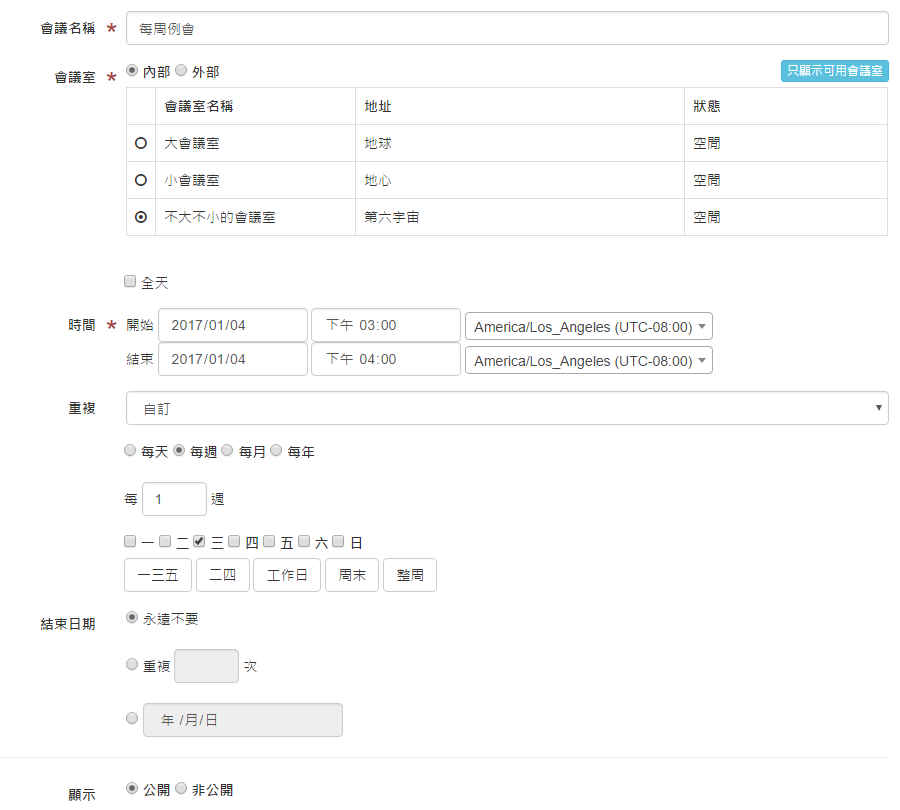 會議名稱 * 每周例會
會議室 * 內部 外部 只顯示可用會議室
會議室名稱 地址 狀態
大會議室 地球 空閒
小會議室 地心 空閒
不大不小的會議室 第六宇宙 空閒
全天
時間 * 開始 2017/01/04 下午 03:00 America/Los_Angeles (UTC-08:00)
結束 2017/01/04 下午 04:00 America/Los_Angeles (UTC-08:00)
重複 自訂
每天 每週 每月 每年
每 1 週
一 二 三 四 五 六 日
一三五 二四 工作日 周末 整周
結束日期 永遠不要
重複 次
年 /月/日
顯示 公開 非公開